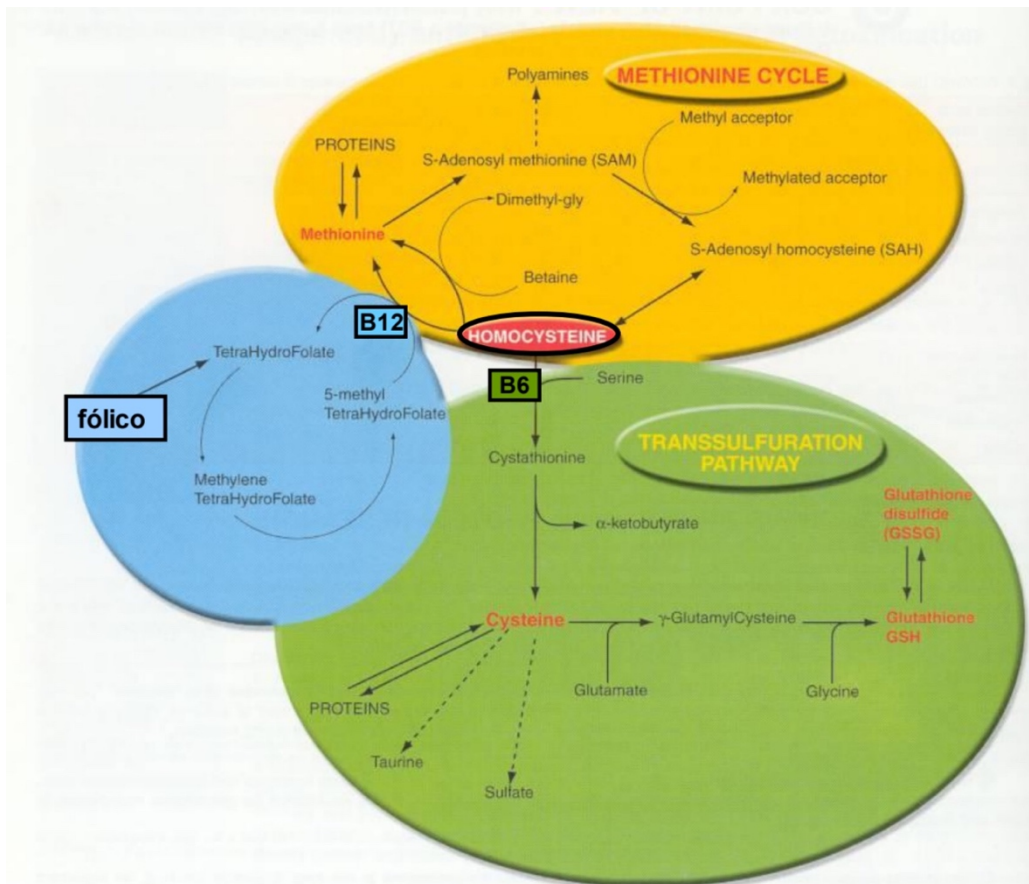 Polyamines
METHIONINE CYCLE
Methyl acceptor
PROTEINS
S-Adenosyl methionine (SAM)
Methylated acceptor
Dimethyl-gly
Methionine
S-Adenosyl homocysteine (SAH)
Betaine
B12
HOMOCYSTEINE
TetraHydroFolate
B6
Serine
5-methyl
TetraHydroFolate
fólico
TRANSSULFURATION
PATHWAY
Cystathionine
Methylene
TetraHydroFolate
Glutathione
disulfide
(GSSG)
α-ketobutyrate
Cysteine
γ-GlutamylCysteine
Glutathione
GSH
Glutamate
Glycine
PROTEINS
Taurine
Sulfate